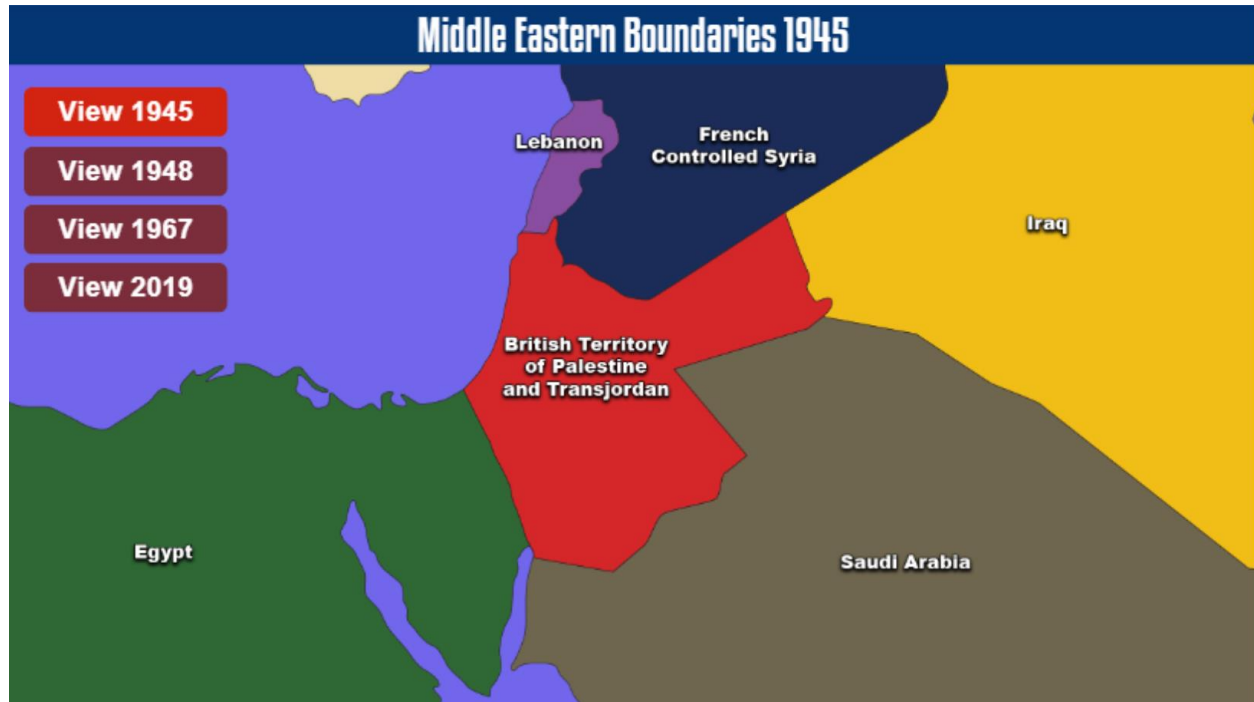 Middle Eastern Boundaries 1945
View 1945
View 1948
View 1967
View 2019
Lebanon
French
Controlled Syria
Iraq
British Territory
of Palestine
and Transjordan
Egypt
Saudi Arabia